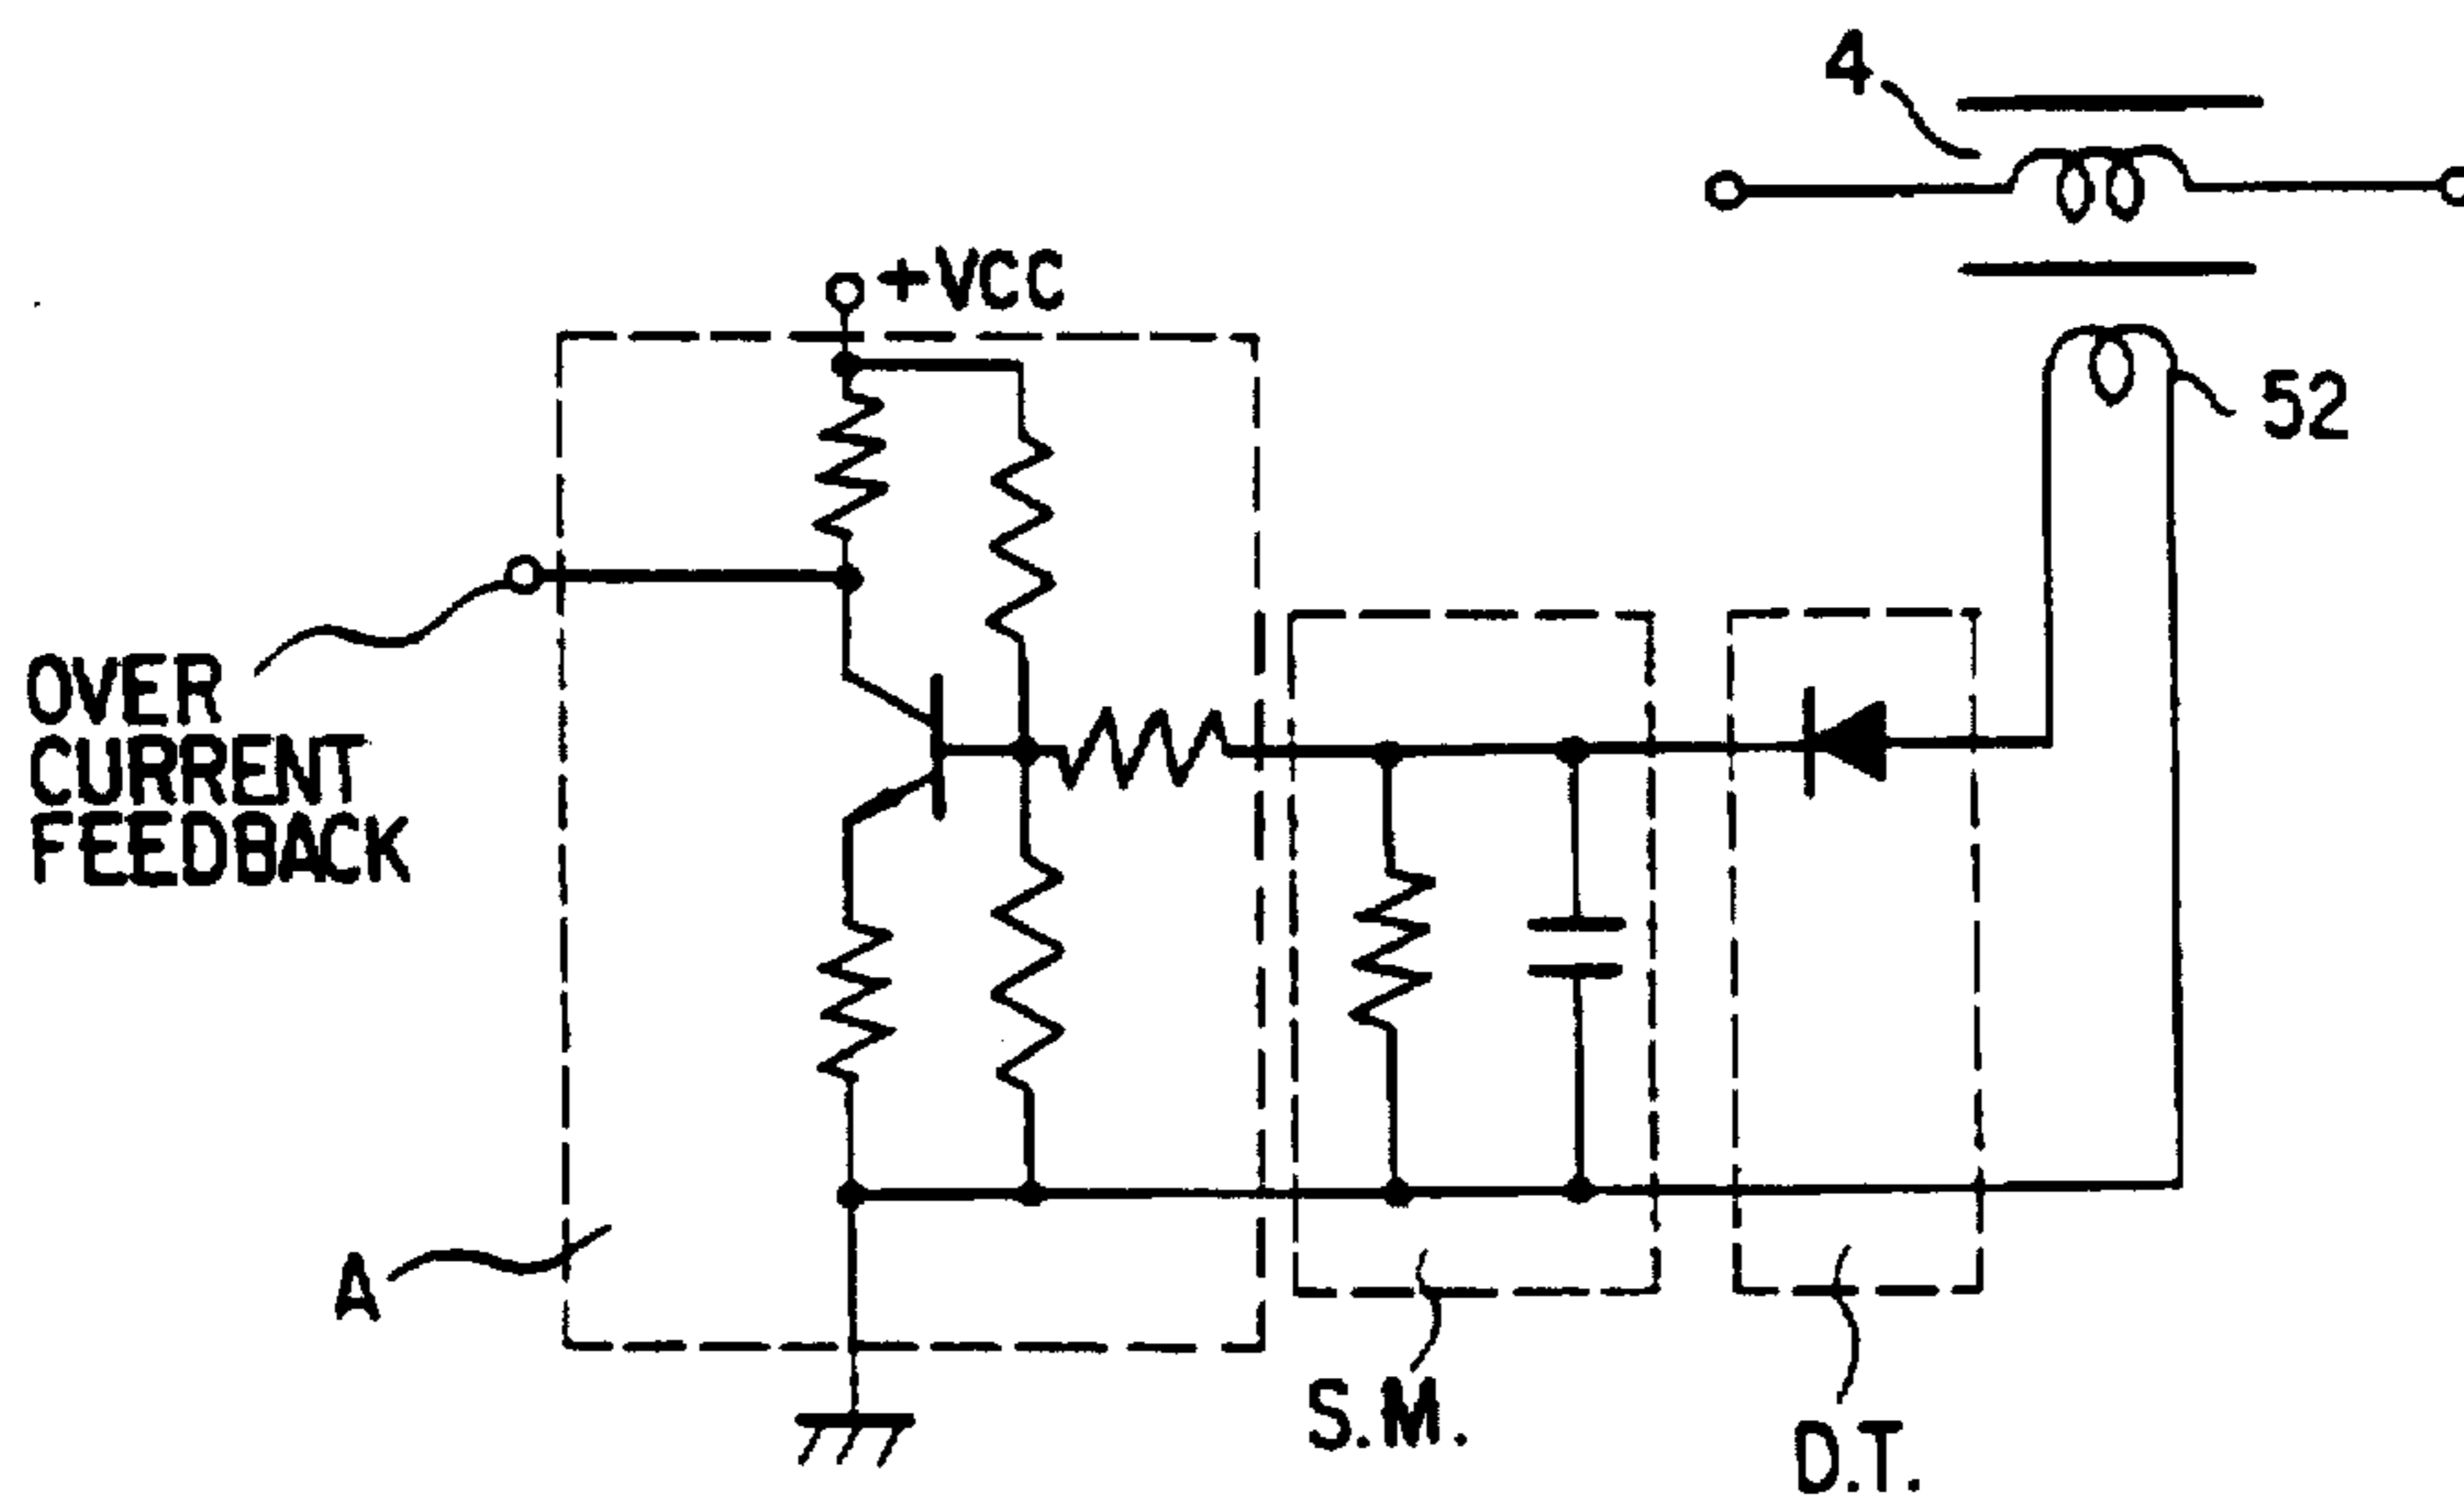 4
+VCC
52
OVER
CURRENT
FEEDBACK
A
S.M.
D.T.